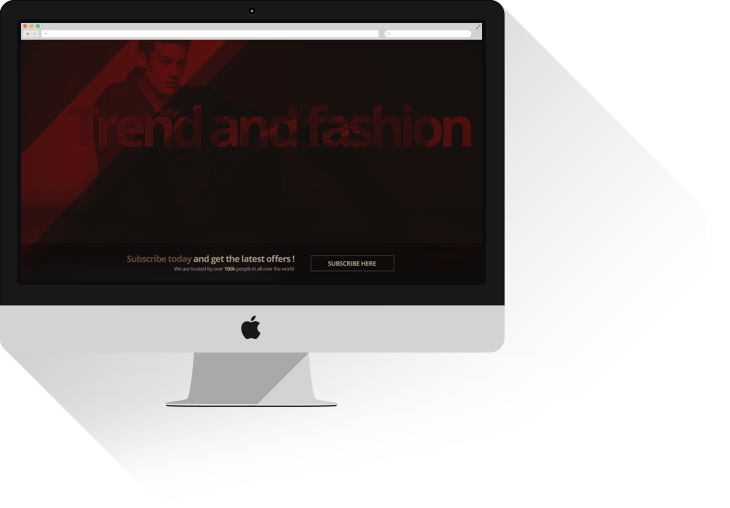 Trend and fashion
Subscribe today and get the latest offers !
We are trusted by over 100k people in all over the world!
SUBSCRIBE HERE